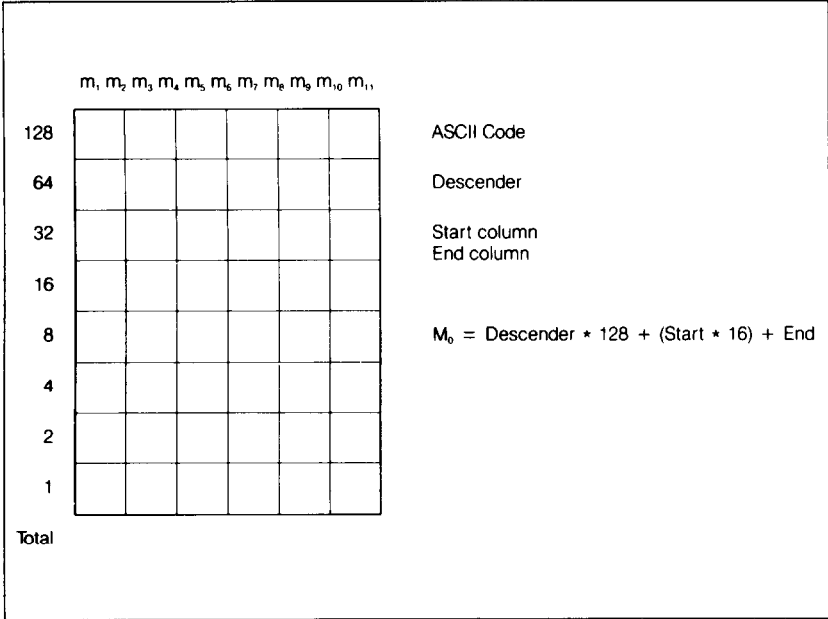 m₁ m₂ m₃ m₄ m₅ m₆ m₇ m₈ m₉ m₁₀ m₁₁
128
ASCII Code
64
Descender
32
Start column
End column
16
8
M₀ = Descender * 128 + (Start * 16) + End
4
2
1
Total